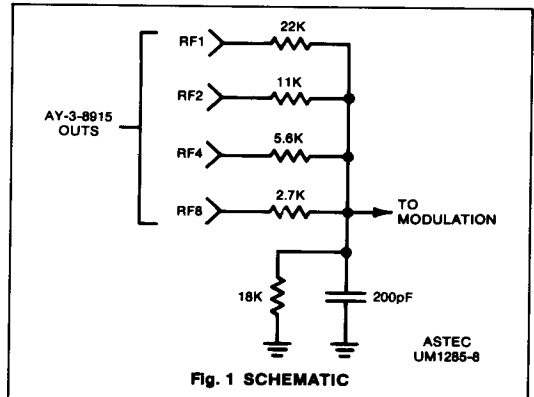 22K
RF1
11K
RF2
AY-3-8915
OUTS
5.6K
RF4
2.7K
RF8
TO
MODULATION
18K
200pF
ASTEC
UM1285-8
Fig. 1 SCHEMATIC